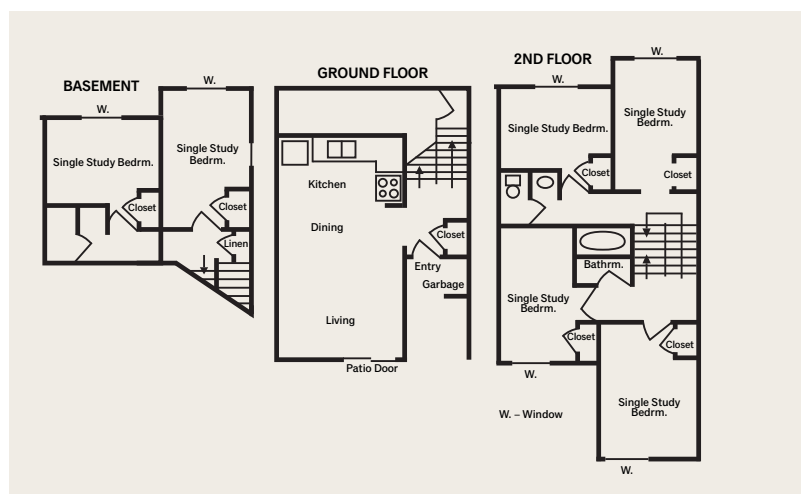 BASEMENT
W.
W.
Single Study Bedrm.
Single Study
Bedrm.
Closet
Closet
Linen
GROUND FLOOR
Kitchen
Dining
Closet
Entry
Garbage
Living
Patio Door
2ND FLOOR
W.
W.
Single Study Bedrm.
Single Study
Bedrm.
Closet
Closet
Bathrm.
Single Study
Bedrm.
Closet
Closet
W.
Single Study
Bedrm.
W. – Window
W.